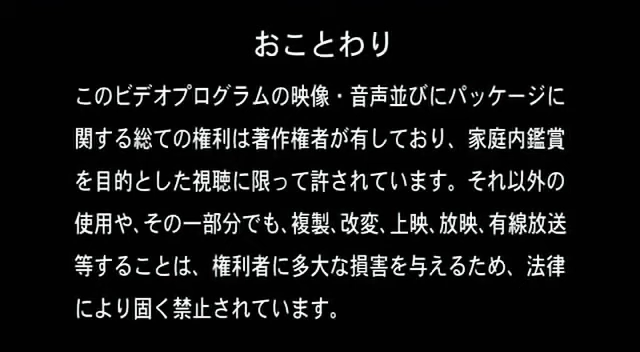 おことわり
このビデオプログラムの映像・音声並びにパッケージに
関する総ての権利は著作権者が有しており、家庭内鑑賞
を目的とした視聴に限って許されています。それ以外の
使用や、その一部分でも、複製、改変、上映、放映、有線放送
等することは、権利者に多大な損害を与えるため、法律
により固く禁止されています。